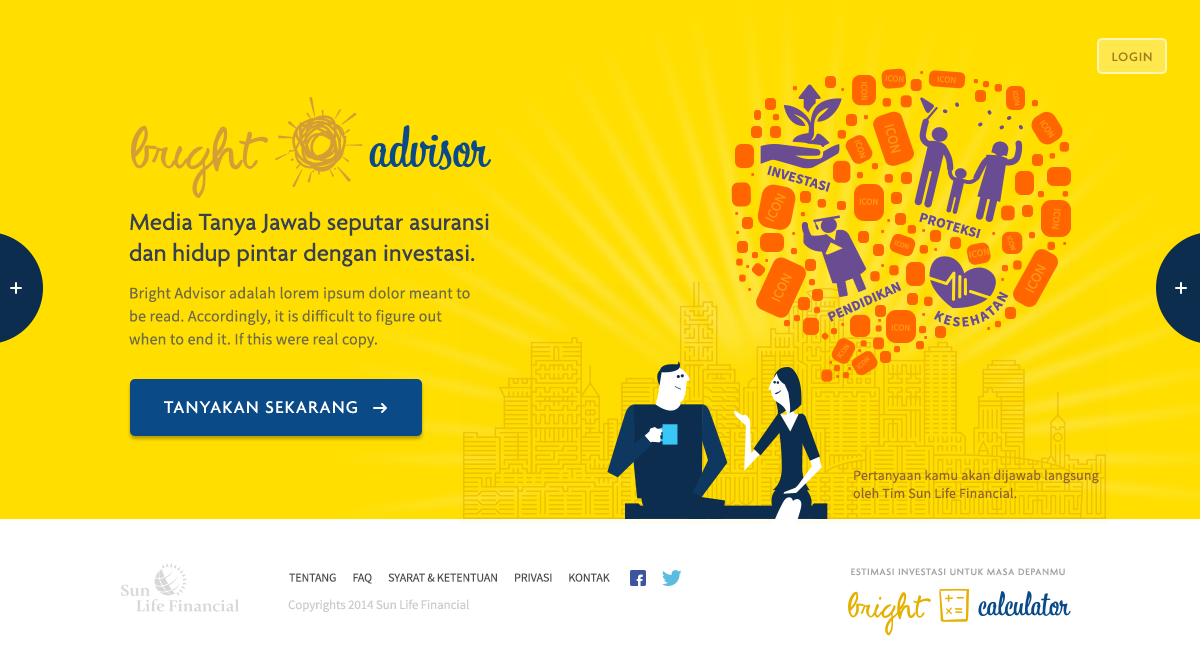 LOGIN
bright advisor
Media Tanya Jawab seputar asuransi
dan hidup pintar dengan investasi.
Bright Advisor adalah lorem ipsum dolor meant to
be read. Accordingly, it is difficult to figure out
when to end it. If this were real copy.
TANYAKAN SEKARANG →
ICON
ICON
ICON
ICON
ICON
ICON
ICON
INVESTASI
PROTEKSI
ICON
ICON
ICON
ICON
ICON
ICON
ICON
ICON
PENDIDIKAN
KESEHATAN
ICON
ICON
ICON
Pertanyaan kamu akan dijawab langsung
oleh Tim Sun Life Financial.
Sun
Life Financial
TENTANG FAQ SYARAT & KETENTUAN PRIVASI KONTAK
Copyrights 2014 Sun Life Financial
ESTIMASI INVESTASI UNTUK MASA DEPANMU
bright calculator